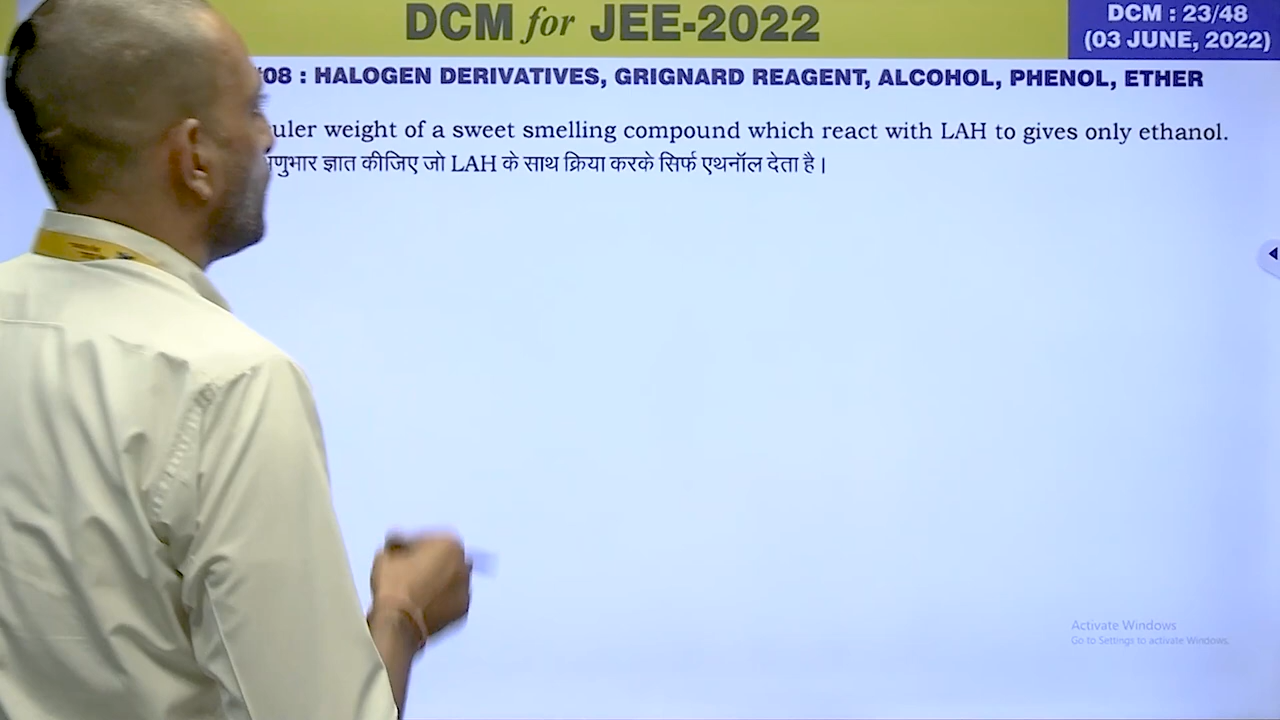 DCM for JEE-2022
DCM : 23/48
(03 JUNE, 2022)
08 : HALOGEN DERIVATIVES, GRIGNARD REAGENT, ALCOHOL, PHENOL, ETHER
uler weight of a sweet smelling compound which react with LAH to gives only ethanol.
णुभार ज्ञात कीजिए जो LAH के साथ क्रिया करके सिर्फ एथनॉल देता है।
Activate Windows
Go to Settings to activate Windows.